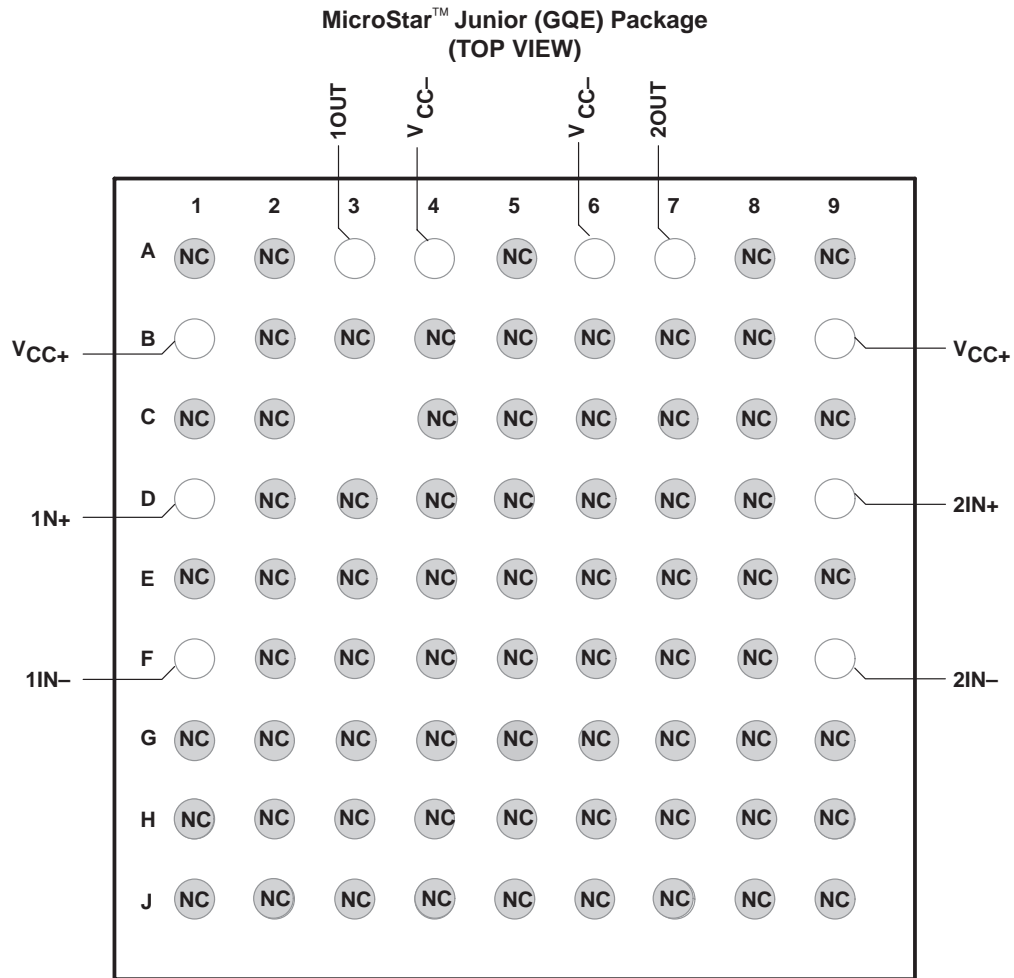 MicroStar™ Junior (GQE) Package
(TOP VIEW)
1OUT
VCC–
VCC–
2OUT
1 2 3 4 5 6 7 8 9
A NC NC NC NC NC
B NC NC NC NC NC NC NC
VCC+
VCC+
C NC NC NC NC NC NC NC NC
D NC NC NC NC NC NC NC
1N+
2IN+
E NC NC NC NC NC NC NC NC NC
F NC NC NC NC NC NC NC
1IN–
2IN–
G NC NC NC NC NC NC NC NC NC
H NC NC NC NC NC NC NC NC NC
J NC NC NC NC NC NC NC NC NC